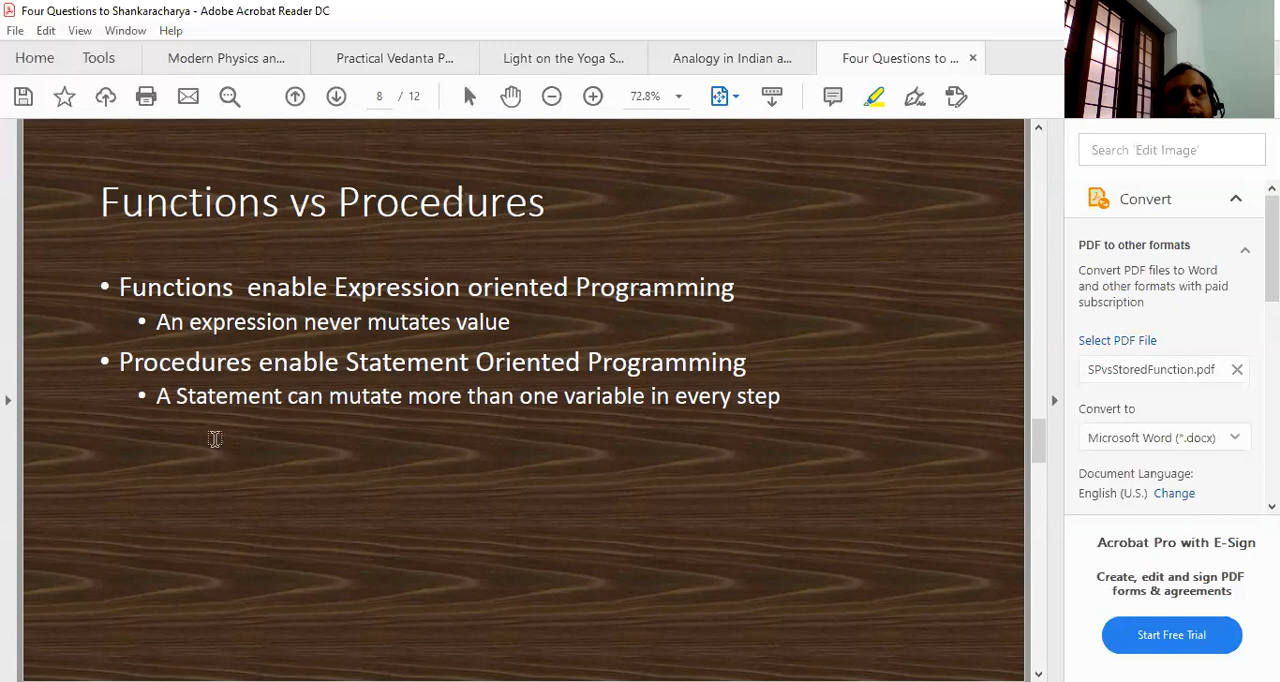 Four Questions to Shankaracharya - Adobe Acrobat Reader DC
File Edit View Window Help
Home Tools Modern Physics an... Practical Vedanta P... Light on the Yoga S... Analogy in Indian a... Four Questions to ... ×
8 / 12 72.8%
Search 'Edit Image'
Functions vs Procedures
• Functions  enable Expression oriented Programming
• An expression never mutates value
• Procedures enable Statement Oriented Programming
• A Statement can mutate more than one variable in every step
Convert
PDF to other formats
Convert PDF files to Word
and other formats with paid
subscription
Select PDF File
SPvsStoredFunction.pdf
Convert to
Microsoft Word (*.docx)
Document Language:
English (U.S.) Change
Acrobat Pro with E-Sign
Create, edit and sign PDF
forms & agreements
Start Free Trial